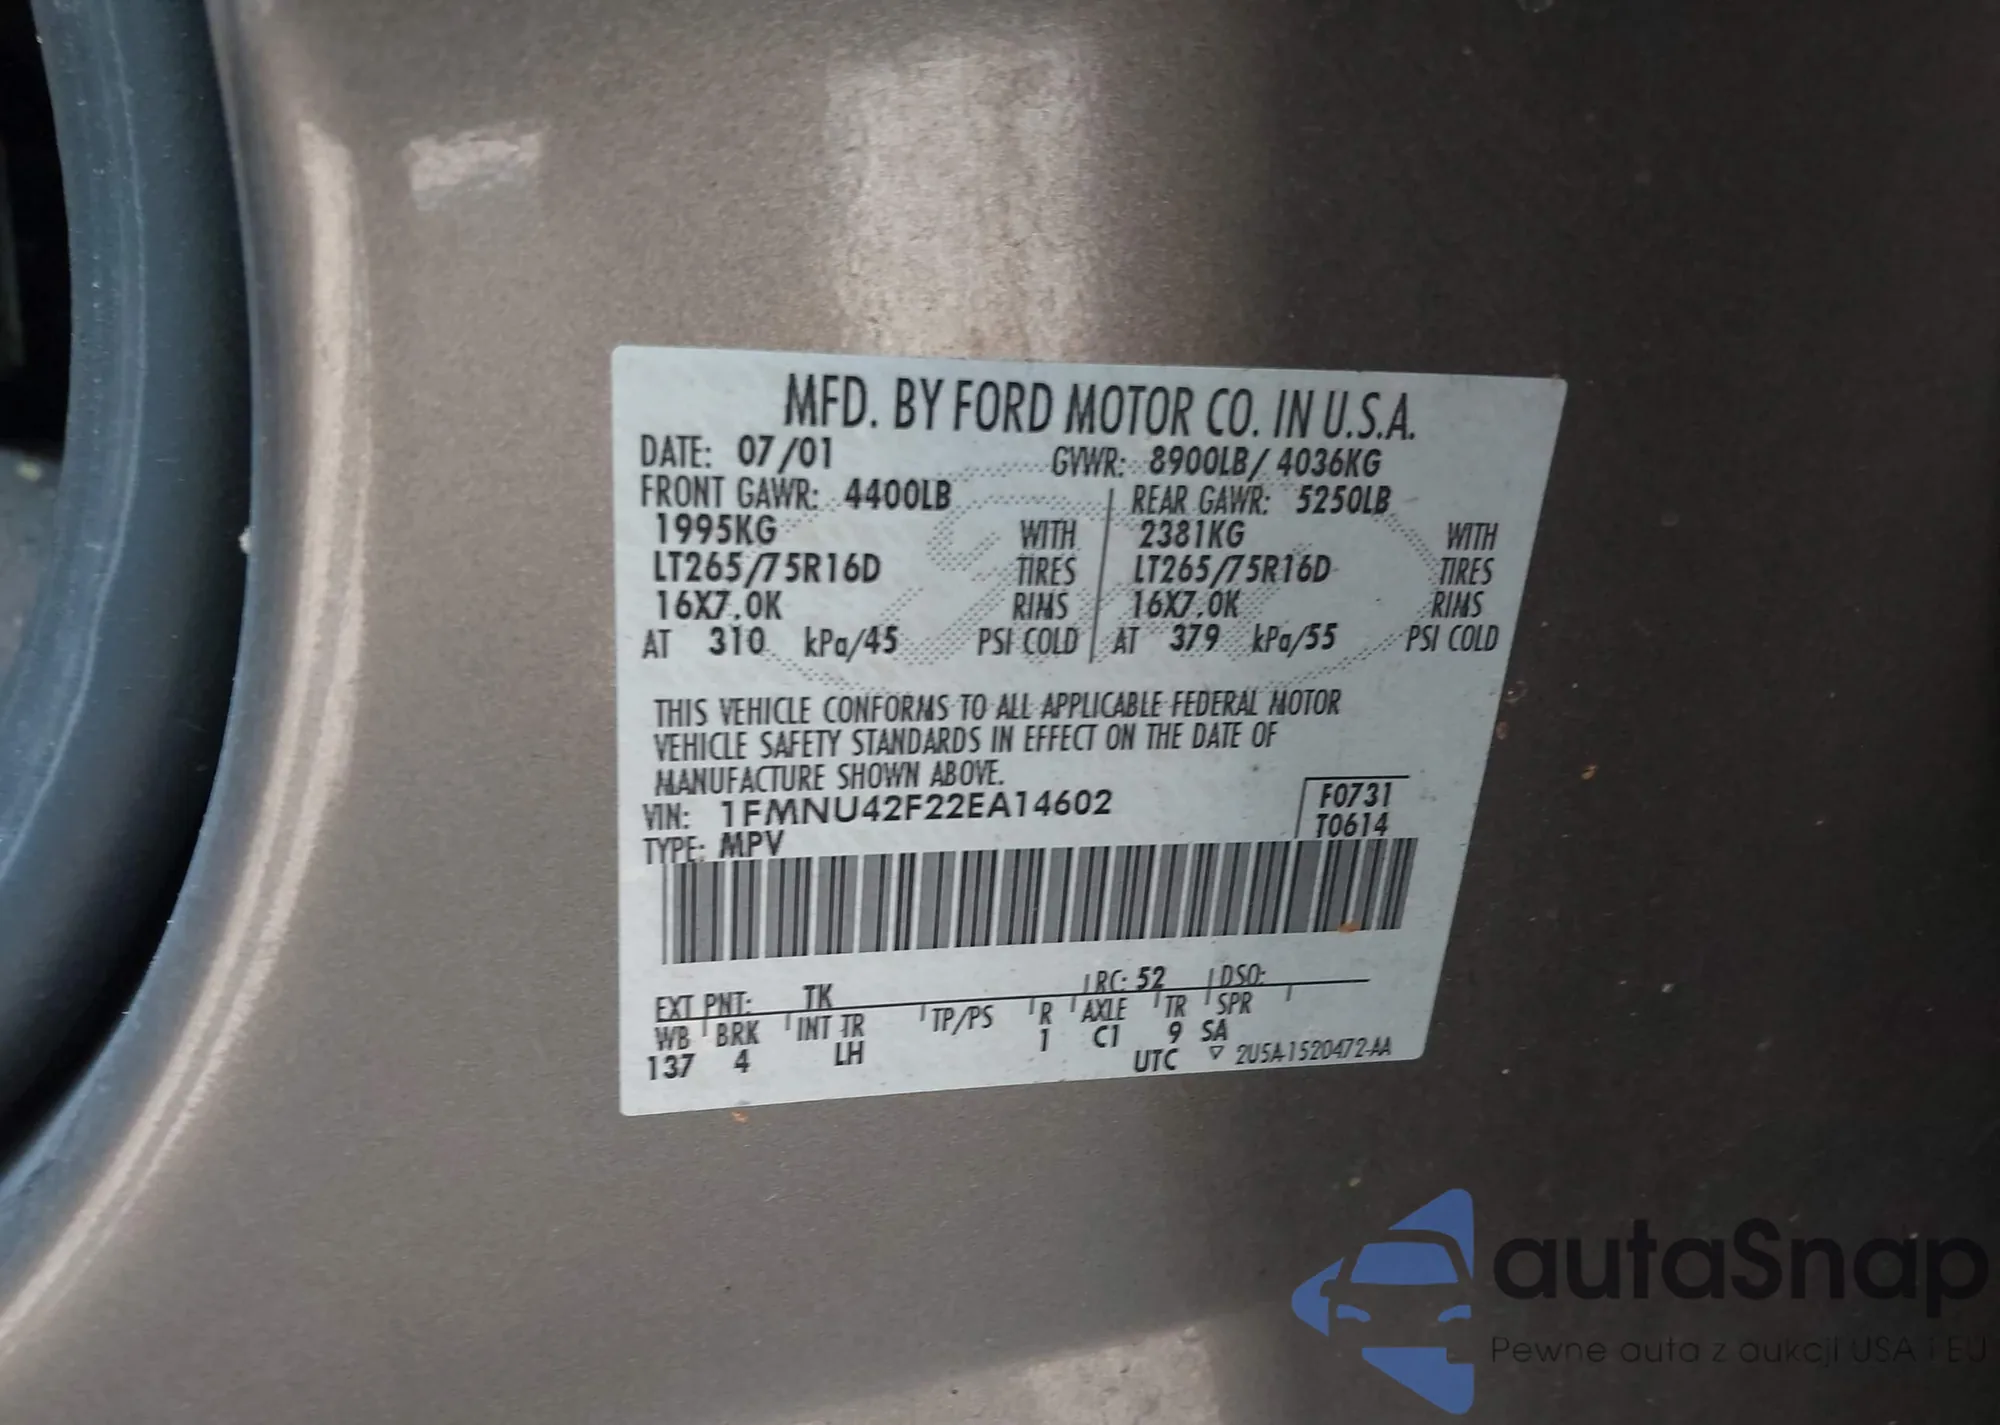 MFD. BY FORD MOTOR CO. IN U.S.A.
DATE: 07/01 GVWR: 8900LB/ 4036KG
FRONT GAWR: 4400LB REAR GAWR: 5250LB
1995KG WITH 2381KG WITH
LT265/75R16D TIRES LT265/75R16D TIRES
16X7.0K RIMS 16X7.0K RIMS
AT 310 kPa/45 PSI COLD AT 379 kPa/55 PSI COLD
THIS VEHICLE CONFORMS TO ALL APPLICABLE FEDERAL MOTOR
VEHICLE SAFETY STANDARDS IN EFFECT ON THE DATE OF
MANUFACTURE SHOWN ABOVE.
VIN: 1FMNU42F22EA14602 F0731
TYPE: MPV T0614
EXT PNT: TK RC: 52 DSO:
WB BRK INT TR TP/PS R AXLE TR SPR
137 4 LH 1 C1 9 SA
UTC ▽ 2U5A-1520472-AA
autaSnap
Pewne auta z aukcji USA i EU